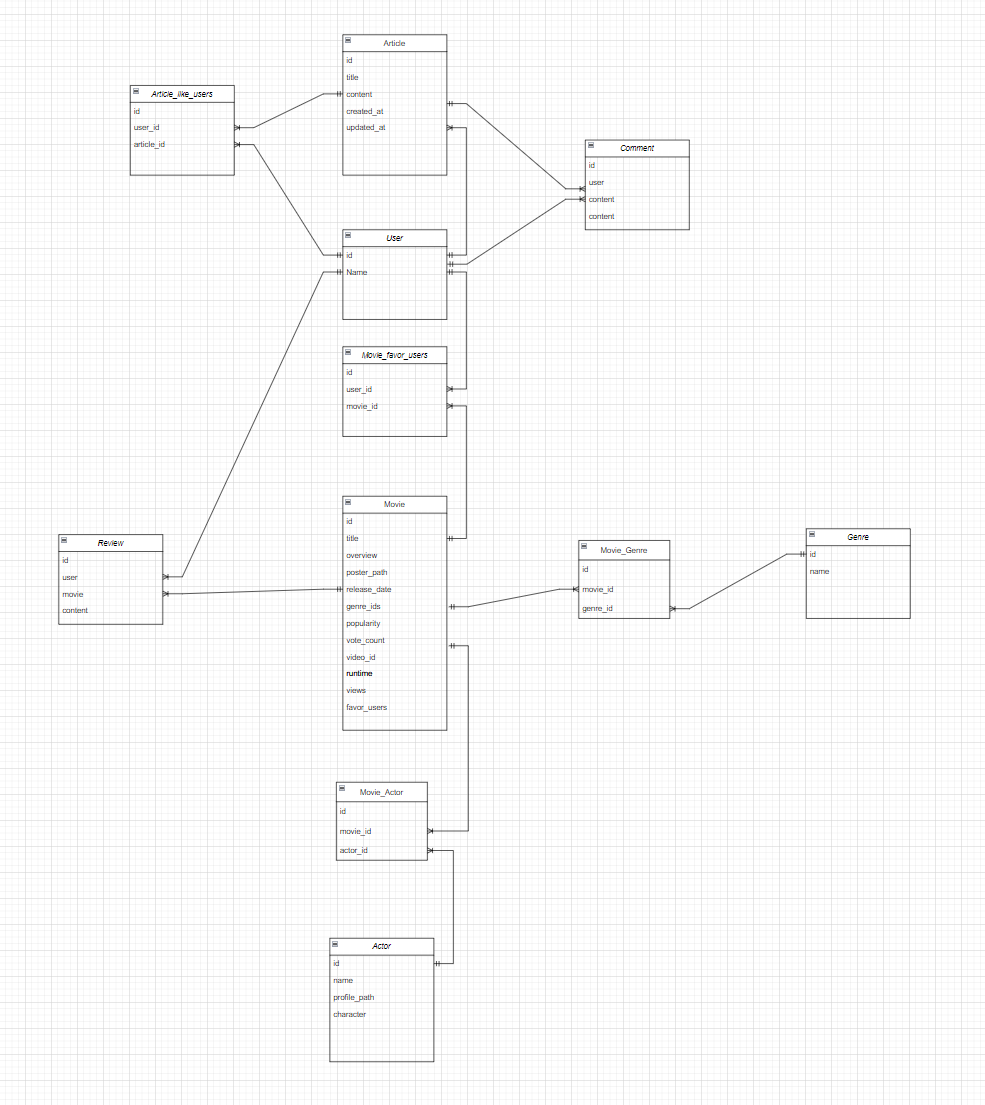 Article
id
title
content
created_at
updated_at
Article_like_users
id
user_id
article_id
Comment
id
user
content
content
User
id
Name
Movie_favor_users
id
user_id
movie_id
Movie
id
title
overview
poster_path
release_date
genre_ids
popularity
vote_count
video_id
runtime
views
favor_users
Review
id
user
movie
content
Movie_Genre
id
movie_id
genre_id
Genre
id
name
Movie_Actor
id
movie_id
actor_id
Actor
id
name
profile_path
character